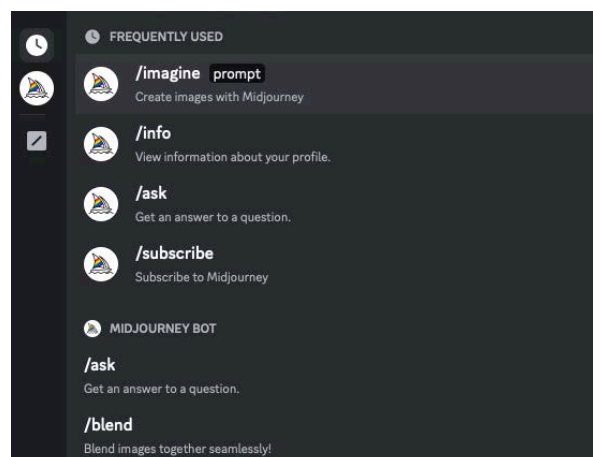 FREQUENTLY USED
/imagine prompt
Create images with Midjourney
/info
View information about your profile.
/ask
Get an answer to a question.
/subscribe
Subscribe to Midjourney
MIDJOURNEY BOT
/ask
Get an answer to a question.
/blend
Blend images together seamlessly!